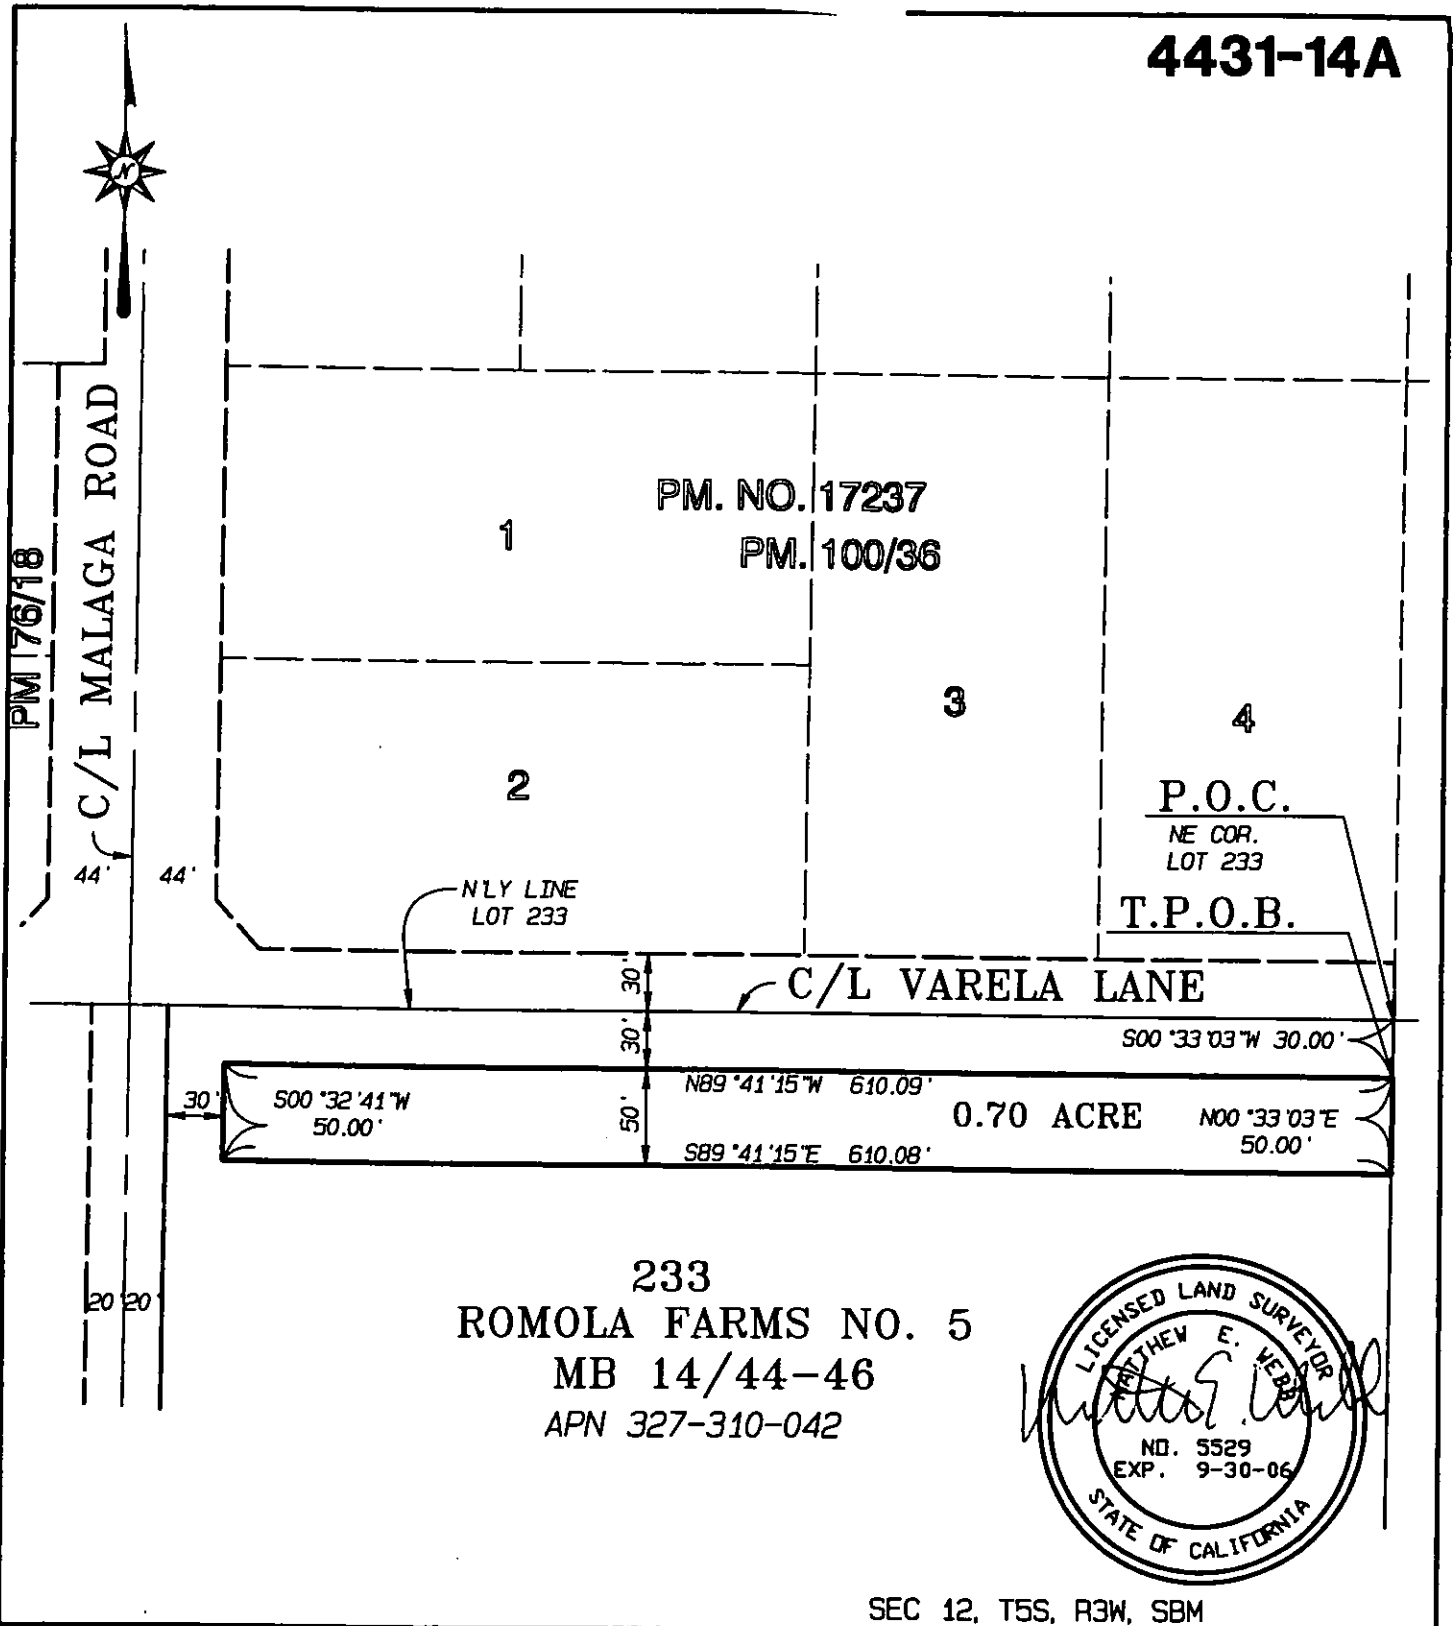 4431-14A
N
C/L MALAGA ROAD
PM 176/18
PM. NO. 17237
PM. 100/36
1
2
3
4
P.O.C.
NE COR.
LOT 233
T.P.O.B.
44' 44'
N'LY LINE
LOT 233
30'
C/L VARELA LANE
30'
S00°33'03"W 30.00'
N89°41'15"W 610.09'
30'
S00°32'41"W
50.00'
50'
0.70 ACRE
N00°33'03"E
50.00'
S89°41'15"E 610.08'
20' 20'
233
ROMOLA FARMS NO. 5
MB 14/44-46
APN 327-310-042
LICENSED LAND SURVEYOR
MATTHEW E. WEBB
NO. 5529
EXP. 9-30-06
STATE OF CALIFORNIA
SEC 12, T5S, R3W, SBM